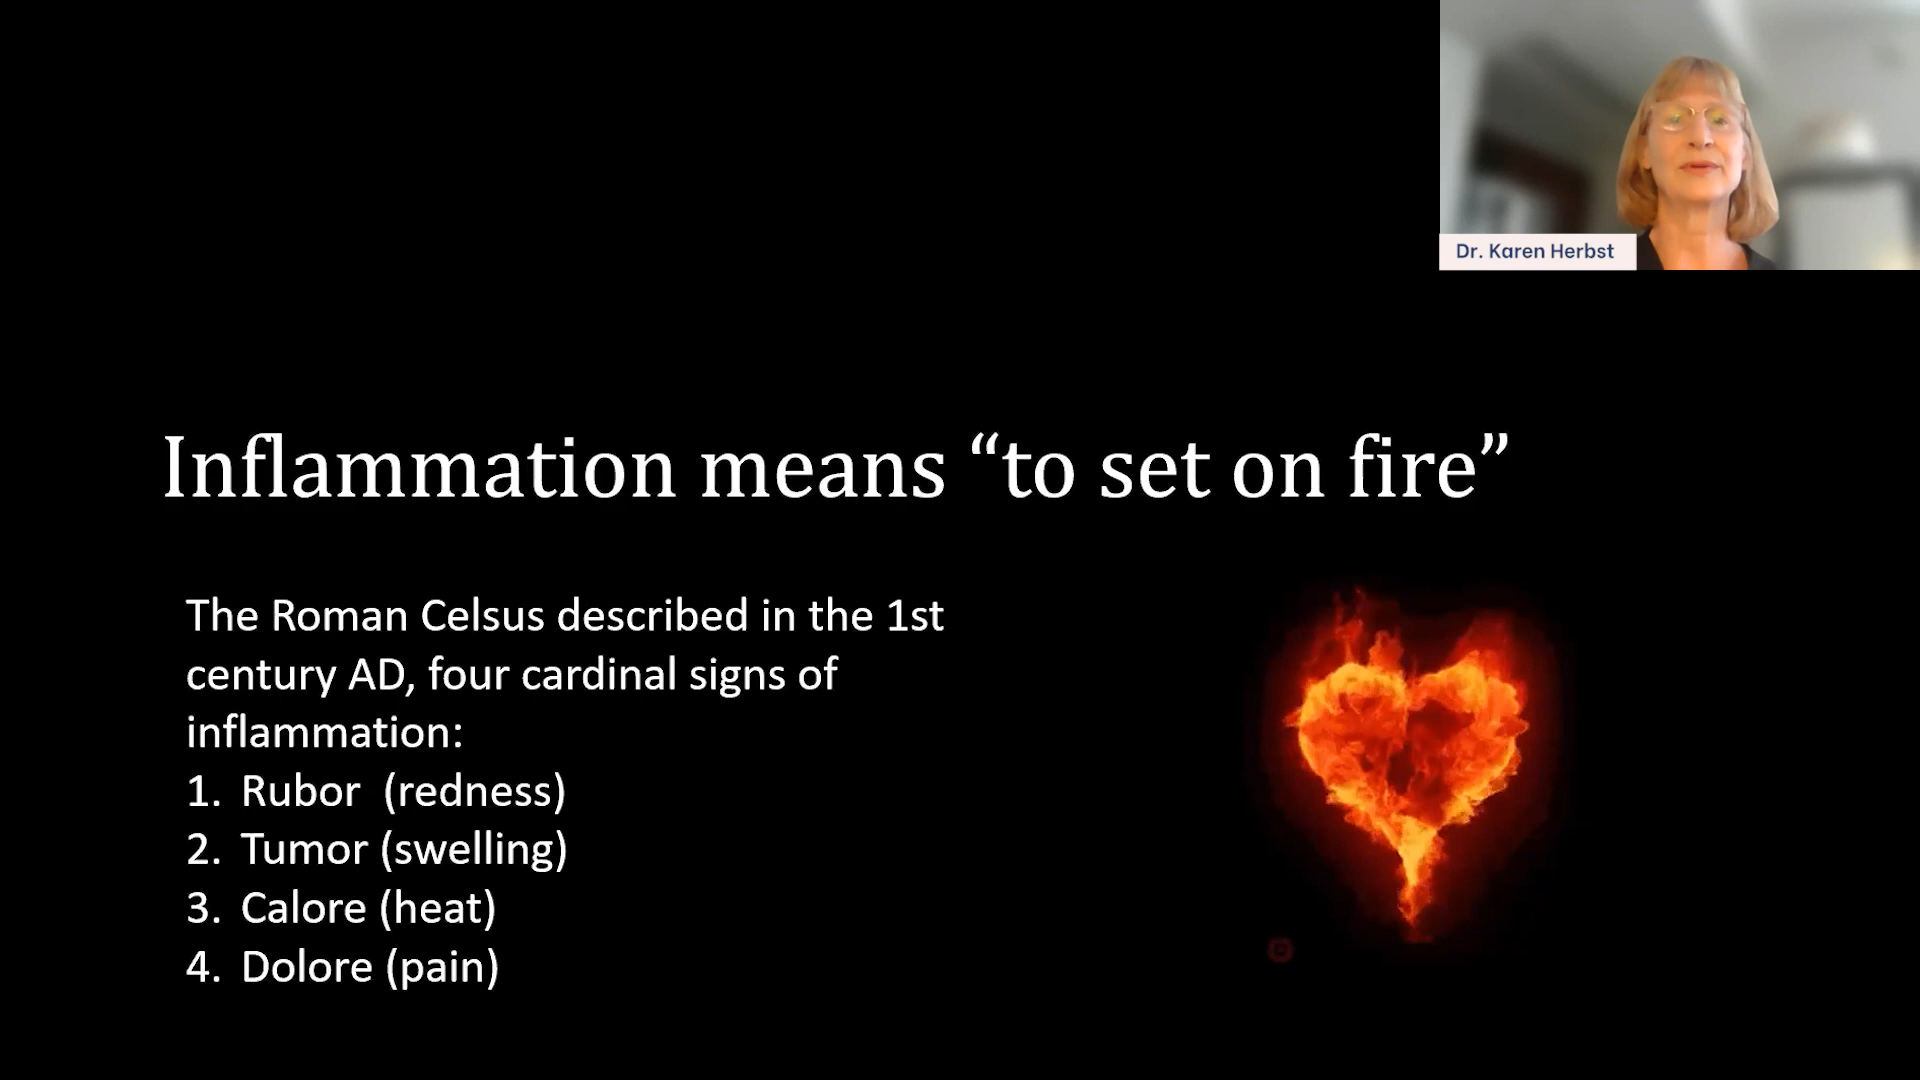 Dr. Karen Herbst
Inflammation means “to set on fire”
The Roman Celsus described in the 1st
century AD, four cardinal signs of
inflammation:
1. Rubor (redness)
2. Tumor (swelling)
3. Calore (heat)
4. Dolore (pain)